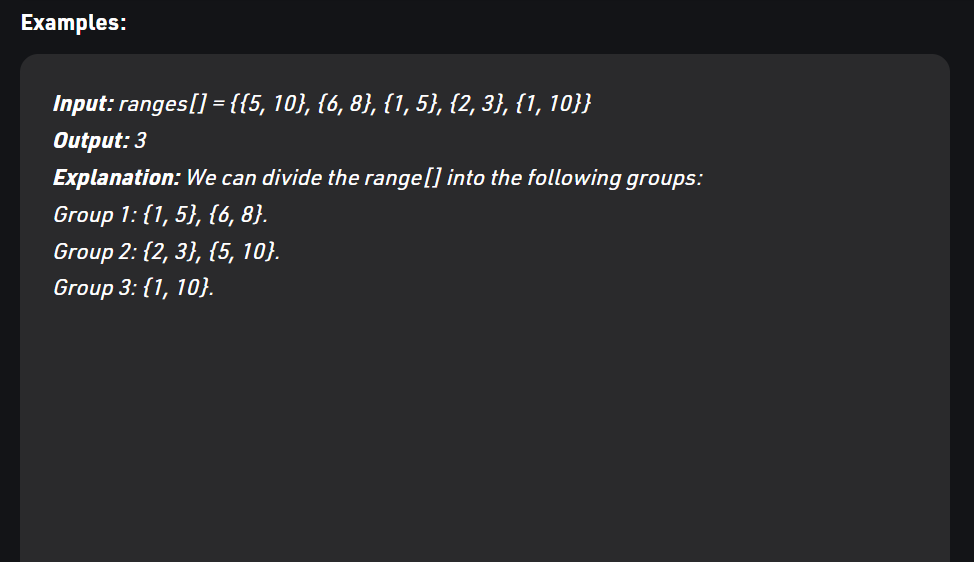 Examples:
Input: ranges[] = {{5, 10}, {6, 8}, {1, 5}, {2, 3}, {1, 10}}
Output: 3
Explanation: We can divide the range[] into the following groups:
Group 1: {1, 5}, {6, 8}.
Group 2: {2, 3}, {5, 10}.
Group 3: {1, 10}.